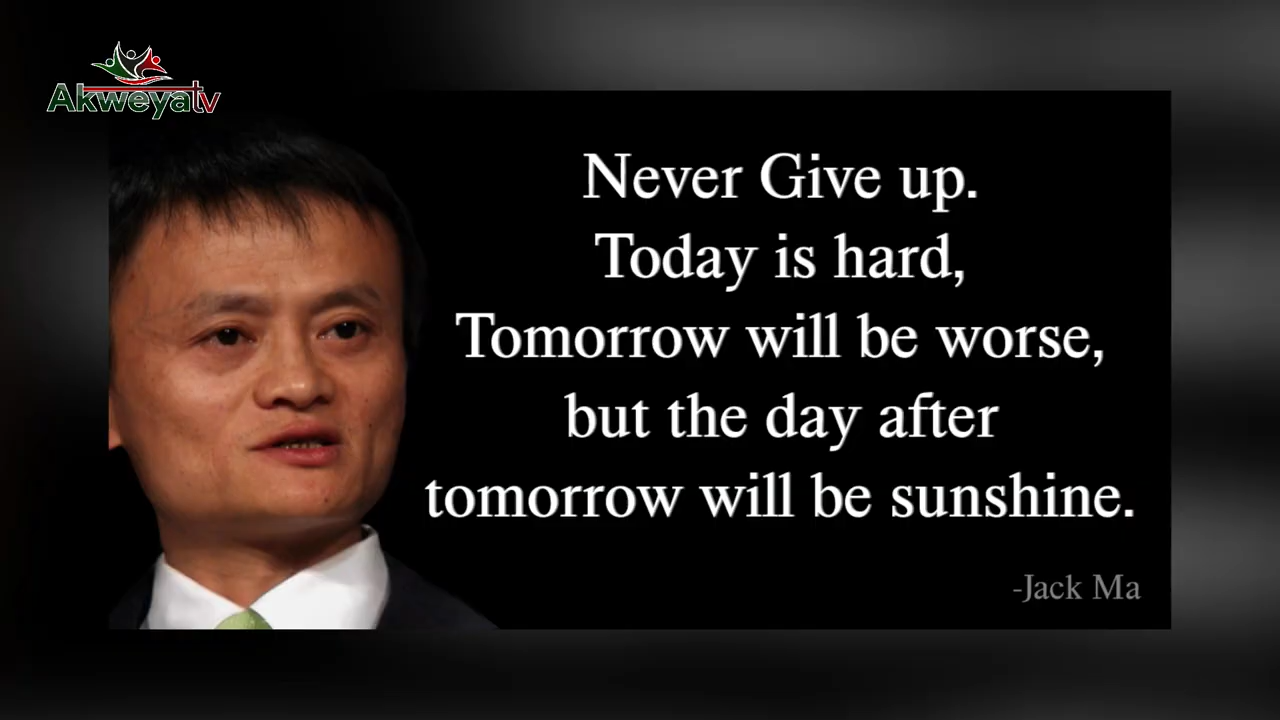 Akweyatv
Never Give up.
Today is hard,
Tomorrow will be worse,
but the day after
tomorrow will be sunshine.
-Jack Ma